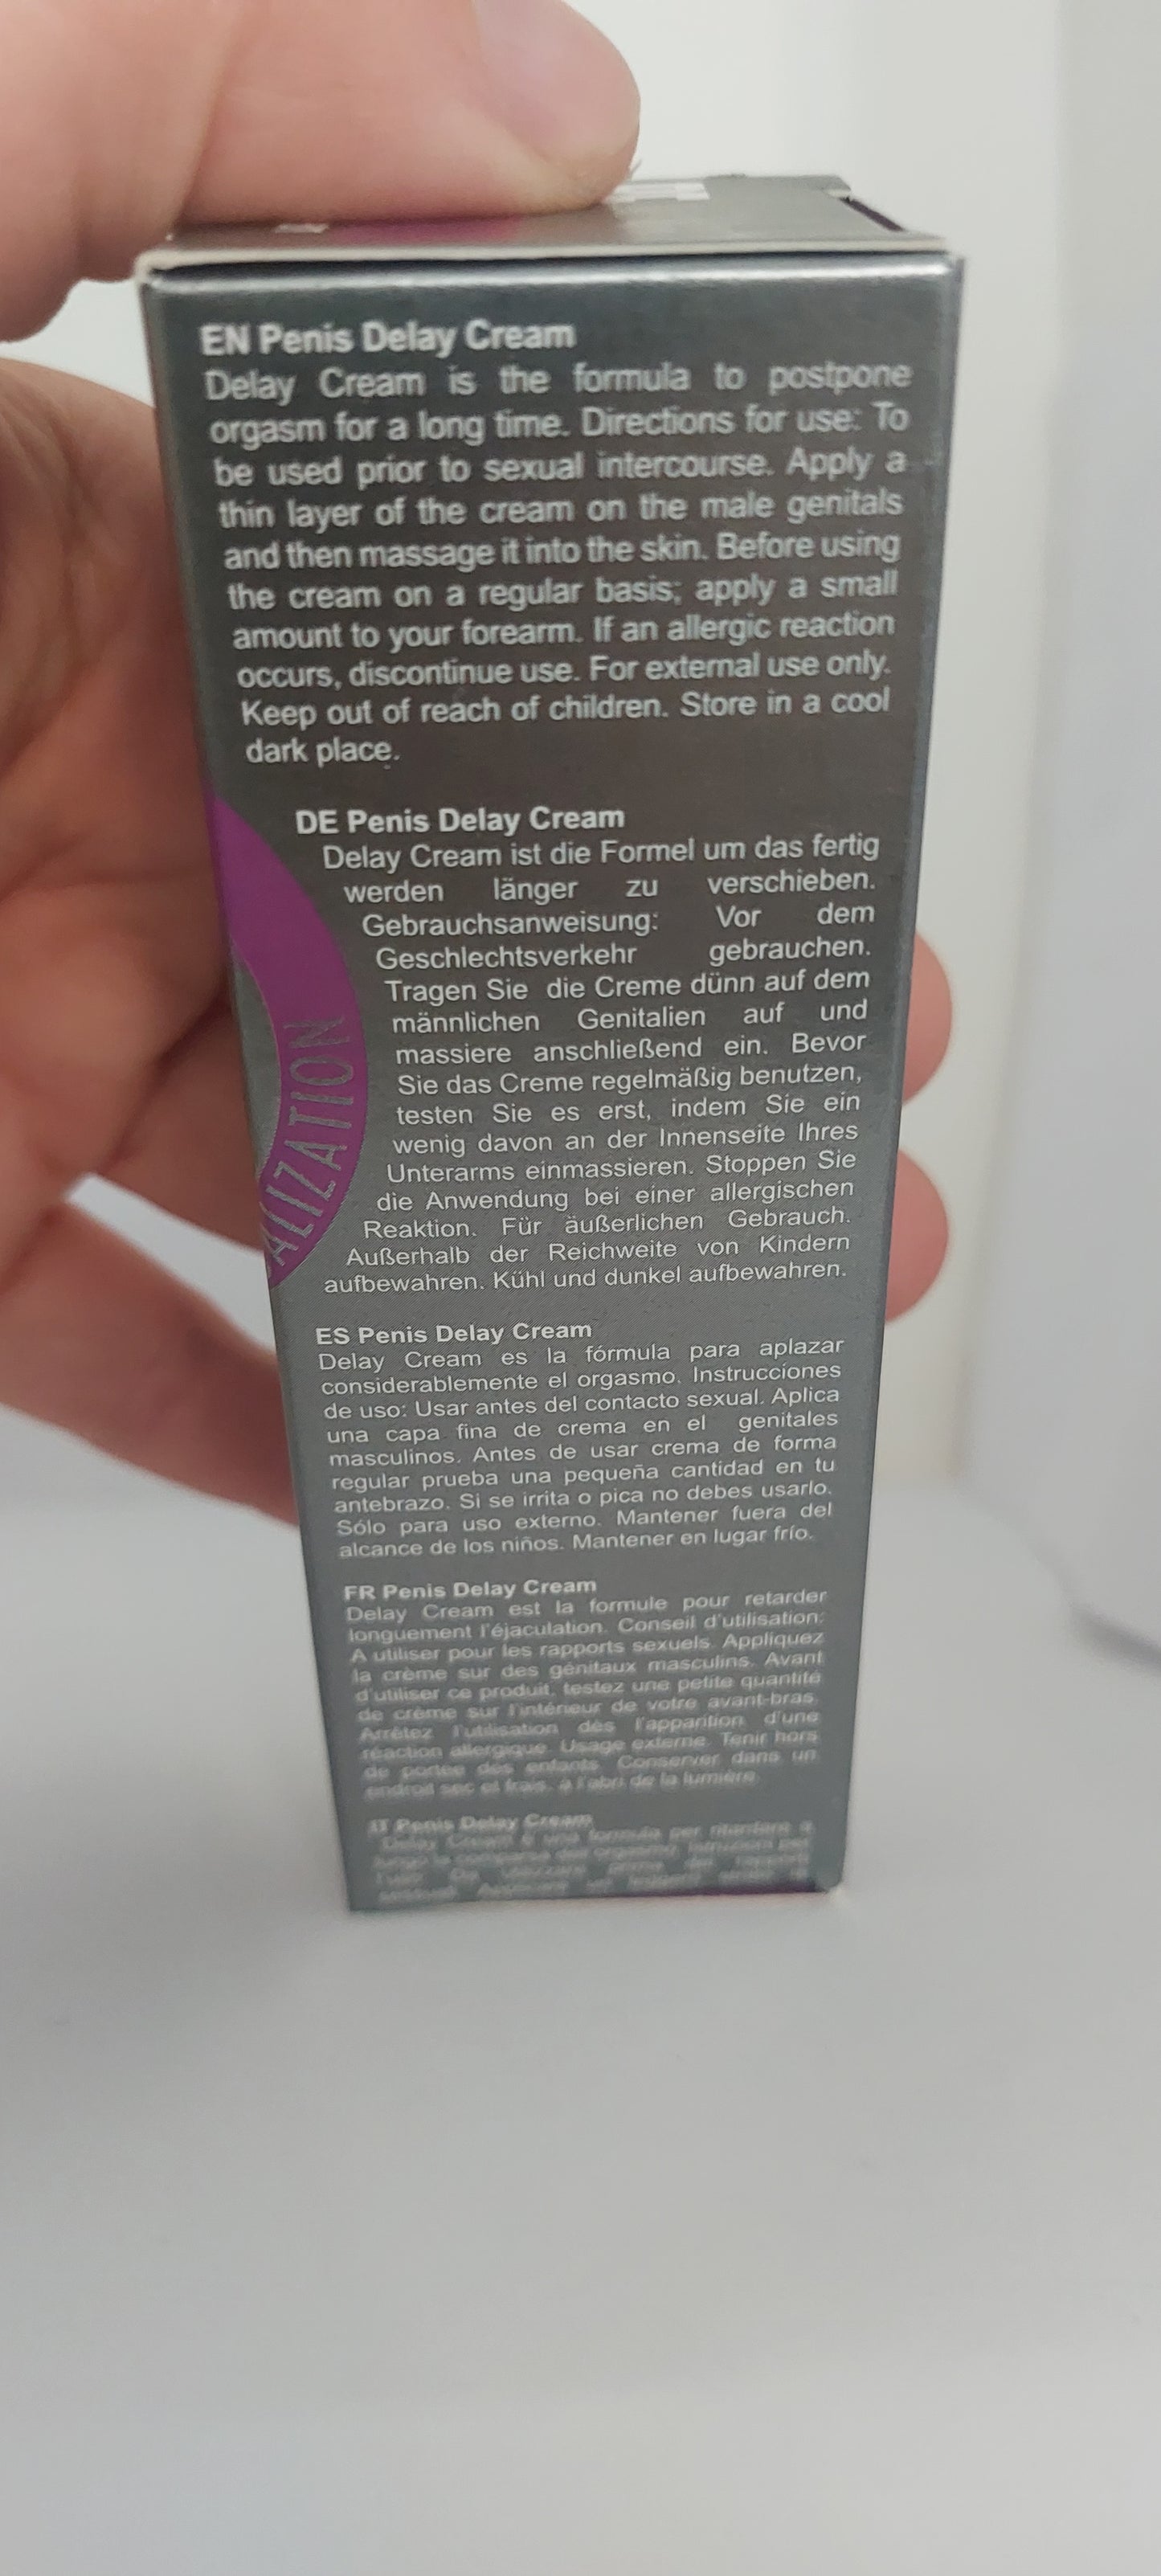 EN Penis Delay Cream
Delay Cream is the formula to postpone
orgasm for a long time. Directions for use: To
be used prior to sexual intercourse. Apply a
thin layer of the cream on the male genitals
and then massage it into the skin. Before using
the cream on a regular basis; apply a small
amount to your forearm. If an allergic reaction
occurs, discontinue use. For external use only.
Keep out of reach of children. Store in a cool
dark place.
DE Penis Delay Cream
Delay Cream ist die Formel um das fertig
werden länger zu verschieben.
Gebrauchsanweisung: Vor dem
Geschlechtsverkehr gebrauchen.
Tragen Sie die Creme dünn auf dem
männlichen Genitalien auf und
massiere anschließend ein. Bevor
Sie das Creme regelmäßig benutzen,
testen Sie es erst, indem Sie ein
wenig davon an der Innenseite Ihres
Unterarms einmassieren. Stoppen Sie
die Anwendung bei einer allergischen
Reaktion. Für äußerlichen Gebrauch.
Außerhalb der Reichweite von Kindern
aufbewahren. Kühl und dunkel aufbewahren.
ALIZATION
ES Penis Delay Cream
Delay Cream es la fórmula para aplazar
considerablemente el orgasmo. Instrucciones
de uso: Usar antes del contacto sexual. Aplica
una capa fina de crema en el genitales
masculinos. Antes de usar crema de forma
regular prueba una pequeña cantidad en tu
antebrazo. Si se irrita o pica no debes usarlo.
Sólo para uso externo. Mantener fuera del
alcance de los niños. Mantener en lugar frío.
FR Penis Delay Cream
Delay Cream est la formule pour retarder
longuement l'éjaculation. Conseil d'utilisation:
A utiliser pour les rapports sexuels. Appliquez
la crème sur des génitaux masculins. Avant
d'utiliser ce produit, testez une petite quantité
de crème sur l'intérieur de votre avant-bras.
Arrêtez l'utilisation dès l'apparition d'une
réaction allergique. Usage externe. Tenir hors
de portée des enfants. Conserver dans un
endroit sec et frais, à l'abri de la lumière.
IT Penis Delay Cream
Delay Cream è una formula per ritardare a